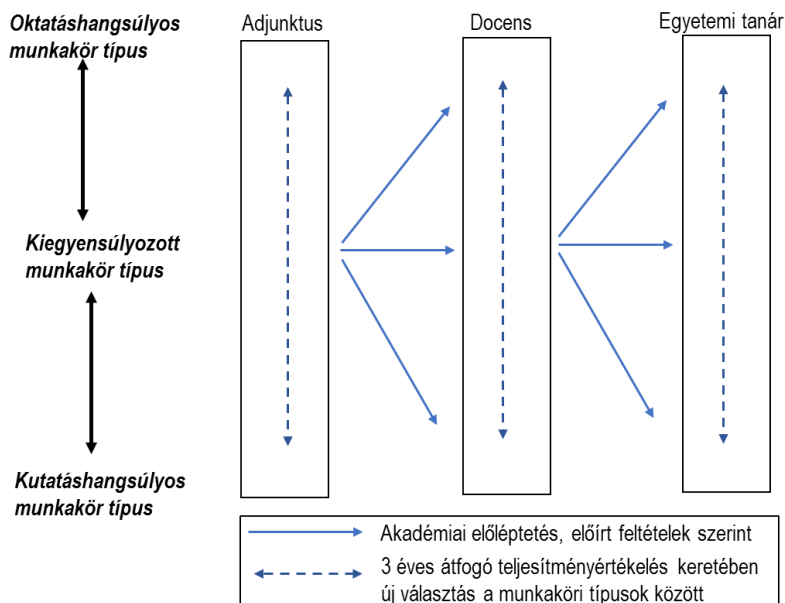 Oktatáshangsúlyos
munkakör típus
Adjunktus
Docens
Egyetemi tanár
Kiegyensúlyozott
munkakör típus
Kutatáshangsúlyos
munkakör típus
Akadémiai előléptetés, előírt feltételek szerint
3 éves átfogó teljesítményértékelés keretében
új választás a munkaköri típusok között